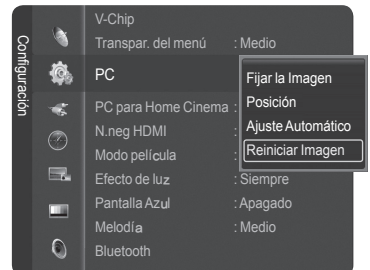 Configuración
V-Chip
Transpar. del menú : Medio
PC
Fijar la Imagen
Posición
Ajuste Automático
Reiniciar Imagen
PC para Home Cinema :
N.neg HDMI :
Modo película :
Efecto de luz : Siempre
Pantalla Azul : Apagado
Melodía : Medio
Bluetooth